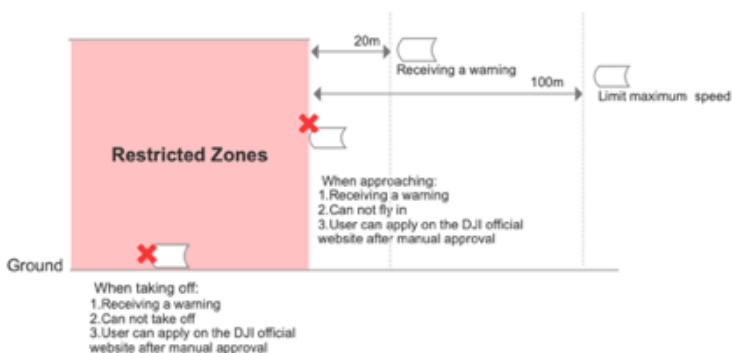 20m
Receiving a warning
100m
Limit maximum speed
Restricted Zones
When approaching:
1.Receiving a warning
2.Can not fly in
3.User can apply on the DJI official
website after manual approval
Ground
When taking off:
1.Receiving a warning
2.Can not take off
3.User can apply on the DJI official
website after manual approval